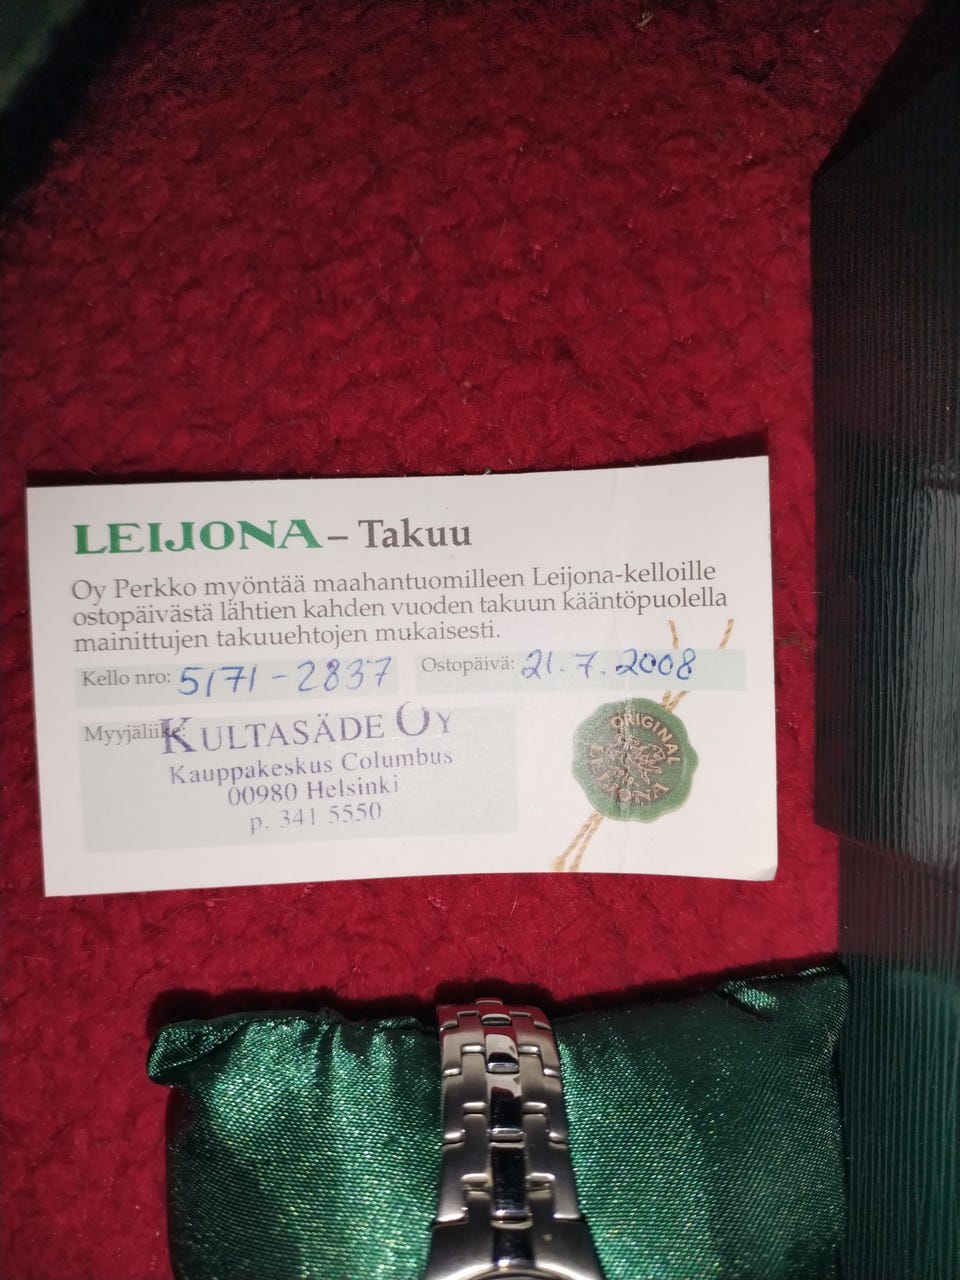 LEIJONA – Takuu
Oy Perkko myöntää maahantuomilleen Leijona-kelloille
ostopäivästä lähtien kahden vuoden takuun kääntöpuolella
mainittujen takuuehtojen mukaisesti.
Kello nro: 5171-2837 Ostopäivä: 21.7.2008
Myyjäliike:
KULTASÄDE OY
Kauppakeskus Columbus
00980 Helsinki
p. 341 5550
ORIGINAL
LEIJONA